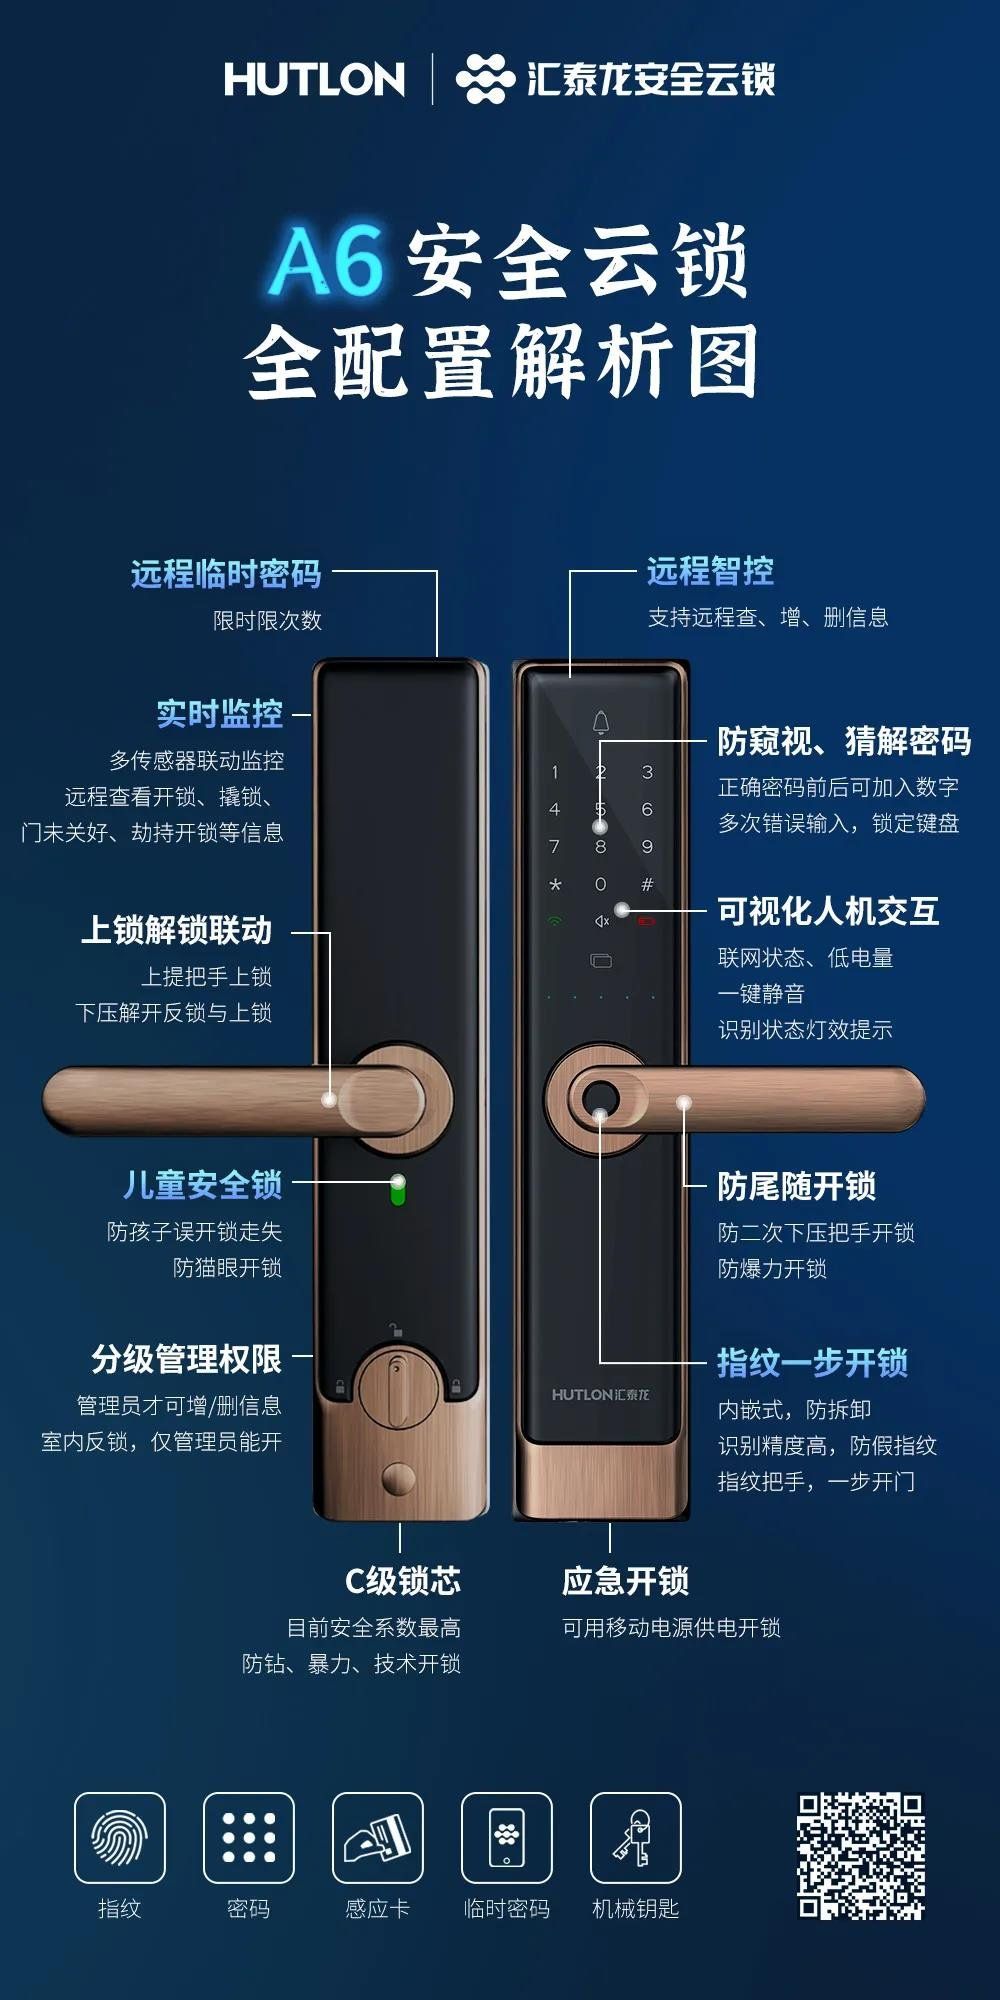 HUTLON 汇泰龙安全云锁
A6 安全云锁
全配置解析图
远程临时密码
限时限次数
远程智控
支持远程查、增、删信息
实时监控
多传感器联动监控
远程查看开锁、撬锁、
门未关好、劫持开锁等信息
防窥视、猜解密码
正确密码前后可加入数字
多次错误输入，锁定键盘
1 2 3
4 5 6
7 8 9
* 0 #
上锁解锁联动
上提把手上锁
下压解开反锁与上锁
可视化人机交互
联网状态、低电量
一键静音
识别状态灯效提示
儿童安全锁
防孩子误开锁走失
防猫眼开锁
防尾随开锁
防二次下压把手开锁
防爆力开锁
分级管理权限
管理员才可增/删信息
室内反锁，仅管理员能开
指纹一步开锁
内嵌式，防拆卸
识别精度高，防假指纹
指纹把手，一步开门
HUTLON汇泰龙
C级锁芯
目前安全系数最高
防钻、暴力、技术开锁
应急开锁
可用移动电源供电开锁
指纹
密码
感应卡
临时密码
机械钥匙